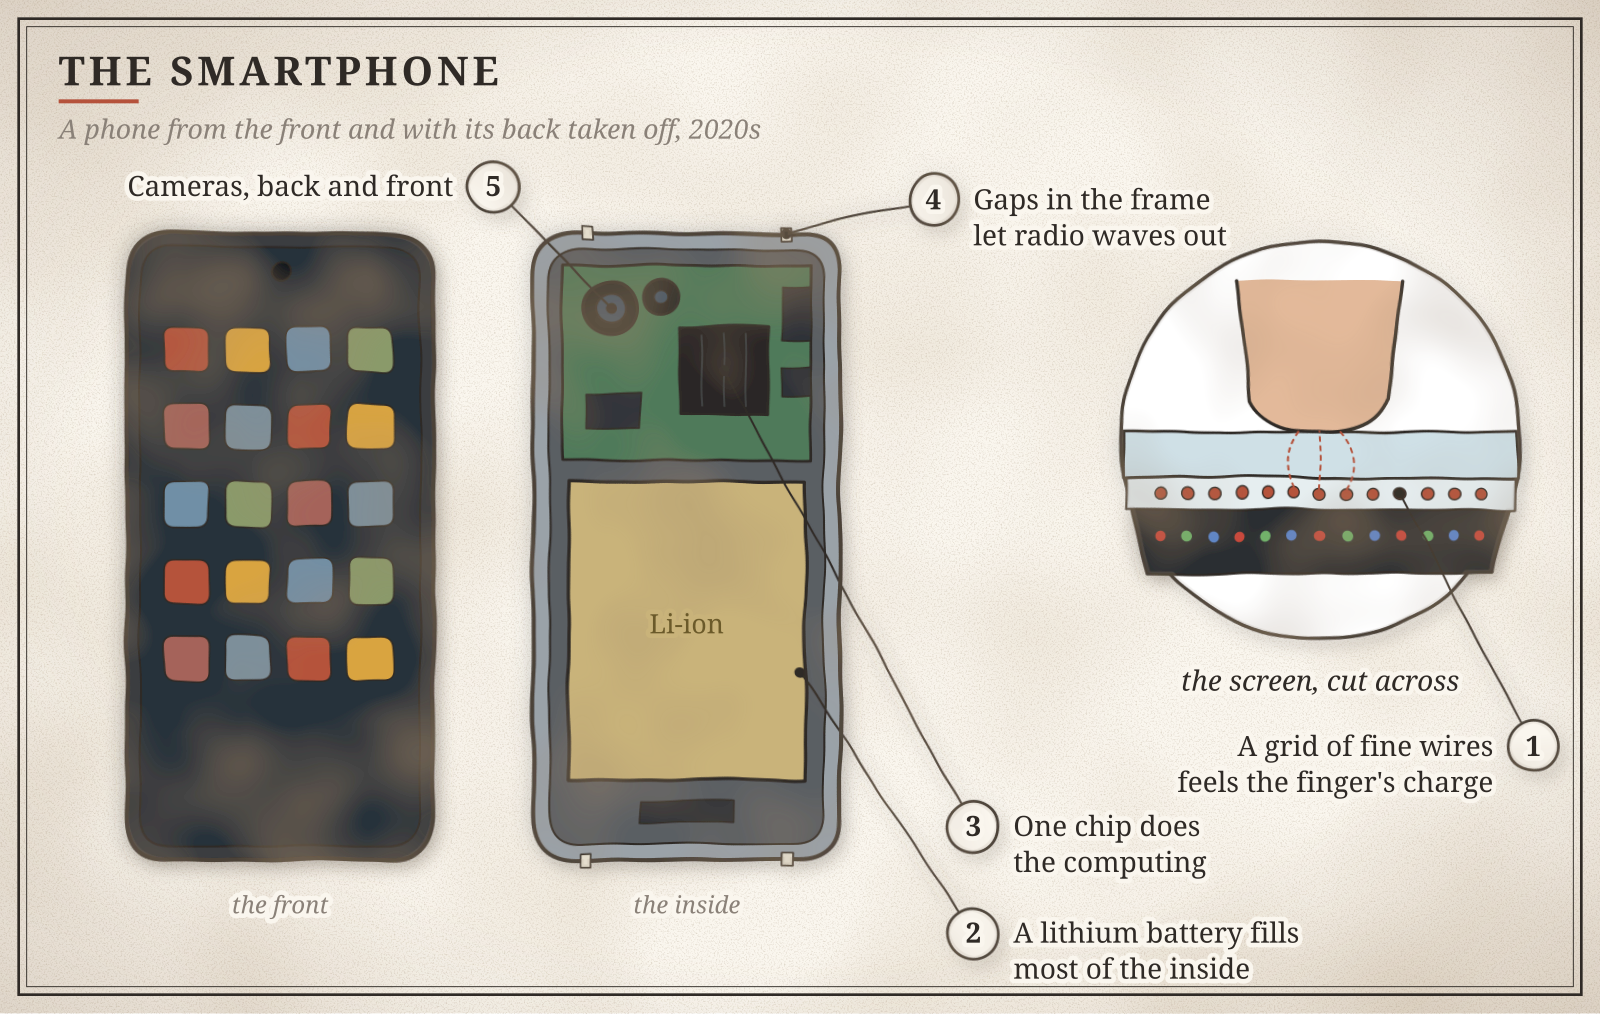 THE SMARTPHONE
A phone from the front and with its back taken off, 2020s
Cameras, back and front
5
4
Gaps in the frame
let radio waves out
Li-ion
the screen, cut across
A grid of fine wires
feels the finger's charge
1
3
One chip does
the computing
the front
the inside
2
A lithium battery fills
most of the inside